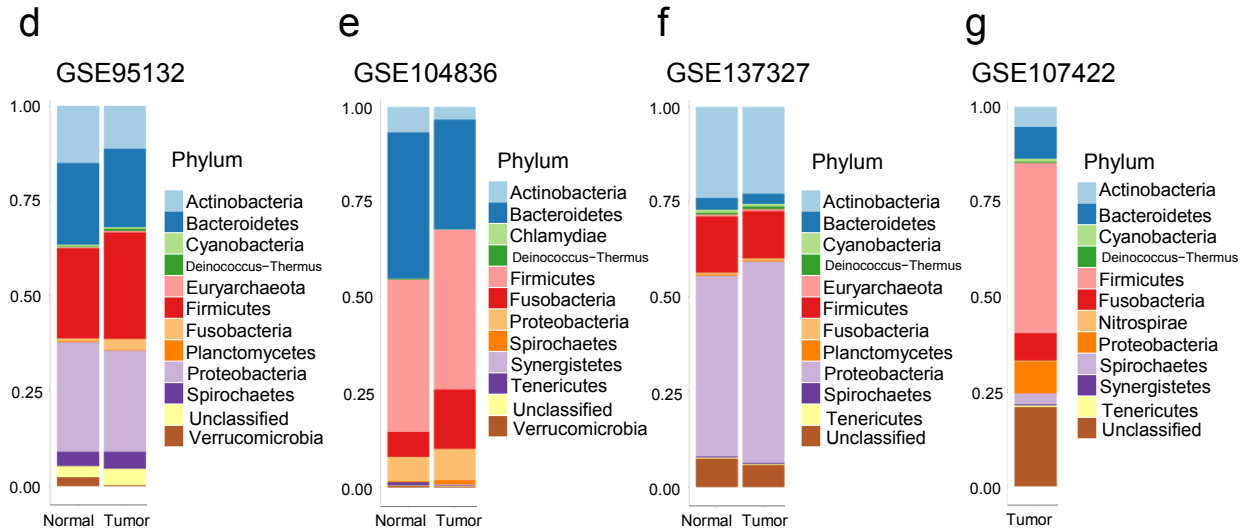 d
GSE95132
1.00
0.75
0.50
0.25
0.00
Normal Tumor
Phylum
Actinobacteria
Bacteroidetes
Cyanobacteria
Deinococcus-Thermus
Euryarchaeota
Firmicutes
Fusobacteria
Planctomycetes
Proteobacteria
Spirochaetes
Unclassified
Verrucomicrobia
e
GSE104836
1.00
0.75
0.50
0.25
0.00
Normal Tumor
Phylum
Actinobacteria
Bacteroidetes
Chlamydiae
Deinococcus-Thermus
Firmicutes
Fusobacteria
Proteobacteria
Spirochaetes
Synergistetes
Tenericutes
Unclassified
Verrucomicrobia
f
GSE137327
1.00
0.75
0.50
0.25
0.00
Normal Tumor
Phylum
Actinobacteria
Bacteroidetes
Cyanobacteria
Deinococcus-Thermus
Euryarchaeota
Firmicutes
Fusobacteria
Planctomycetes
Proteobacteria
Spirochaetes
Tenericutes
Unclassified
g
GSE107422
1.00
0.75
0.50
0.25
0.00
Tumor
Phylum
Actinobacteria
Bacteroidetes
Cyanobacteria
Deinococcus-Thermus
Firmicutes
Fusobacteria
Nitrospirae
Proteobacteria
Spirochaetes
Synergistetes
Tenericutes
Unclassified